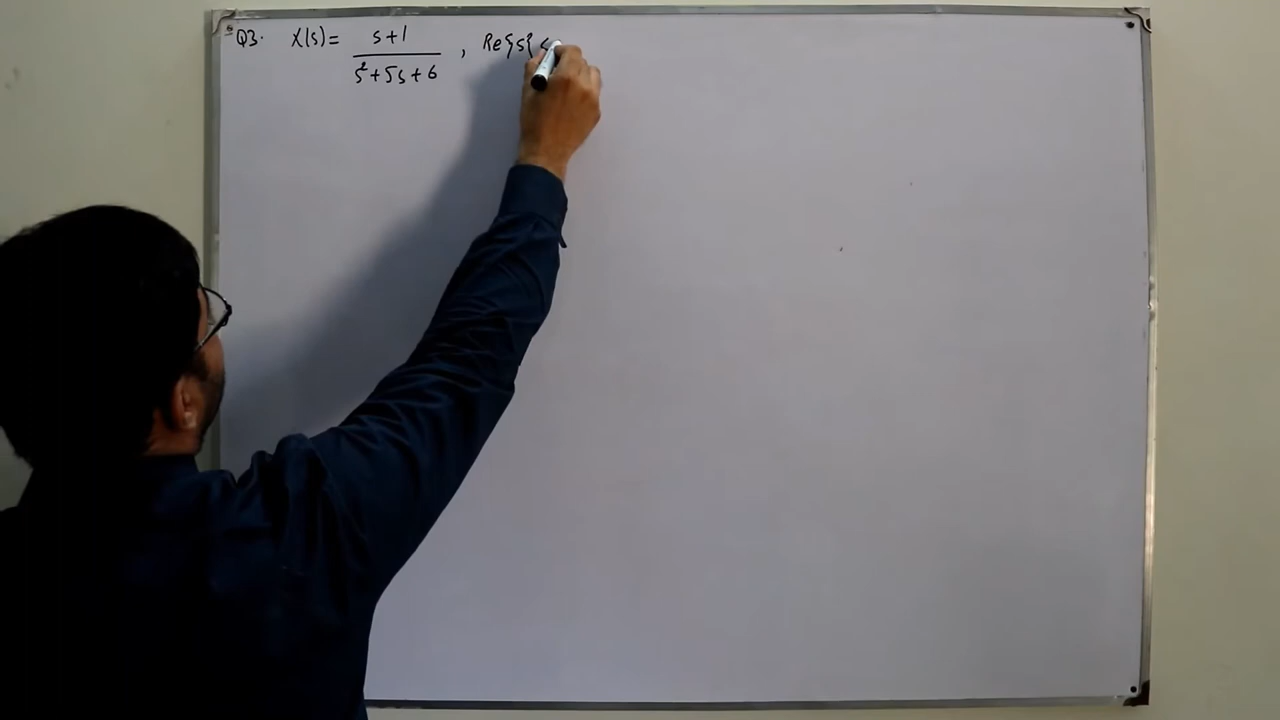 Q3. X(s) = (s+1)/(s²+5s+6) , Re{s} <